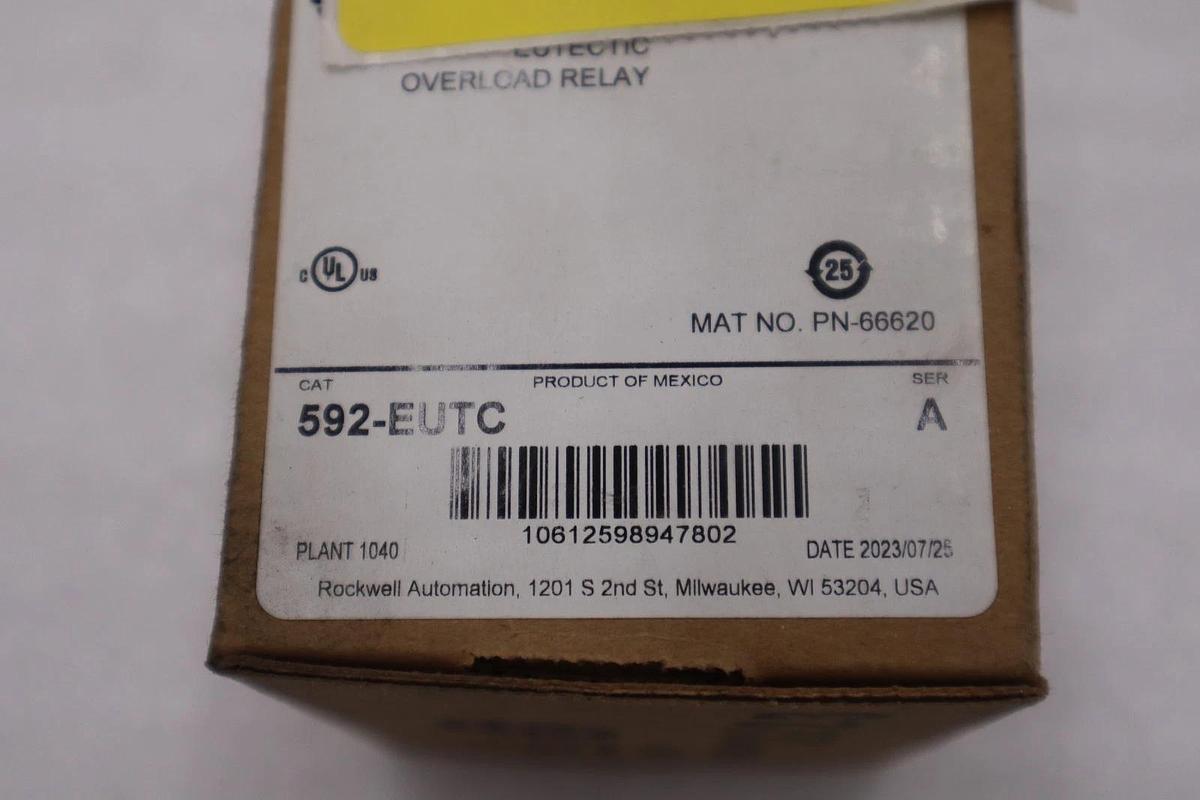 EUTECTIC
OVERLOAD RELAY
C UL US
25
MAT NO. PN-66620
CAT
PRODUCT OF MEXICO
SER
592-EUTC
A
10612598947802
PLANT 1040
DATE 2023/07/25
Rockwell Automation, 1201 S 2nd St, Milwaukee, WI 53204, USA